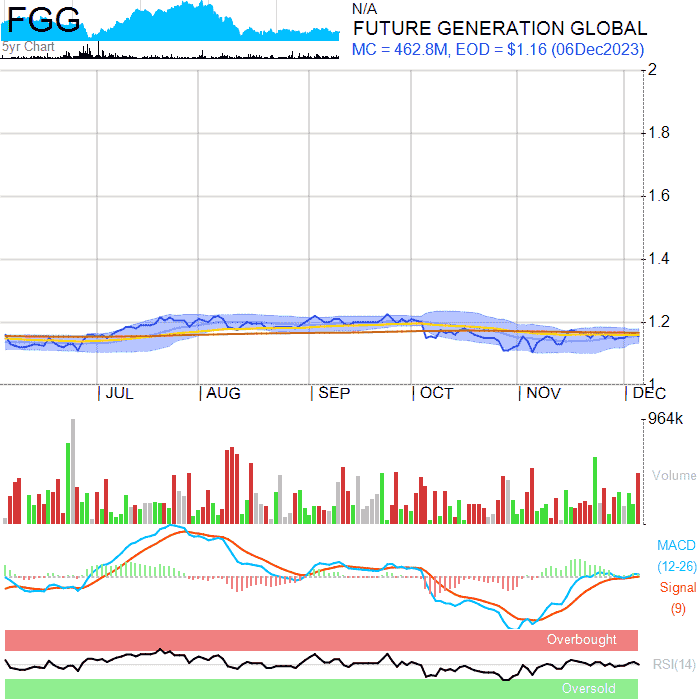 FGG
5yr Chart
N/A
FUTURE GENERATION GLOBAL
MC = 462.8M, EOD = $1.16 (06Dec2023)
2
1.8
1.6
1.4
1.2
1
JUL AUG SEP OCT NOV DEC
964k
Volume
MACD
(12-26)
Signal
(9)
Overbought
RSI(14)
Oversold